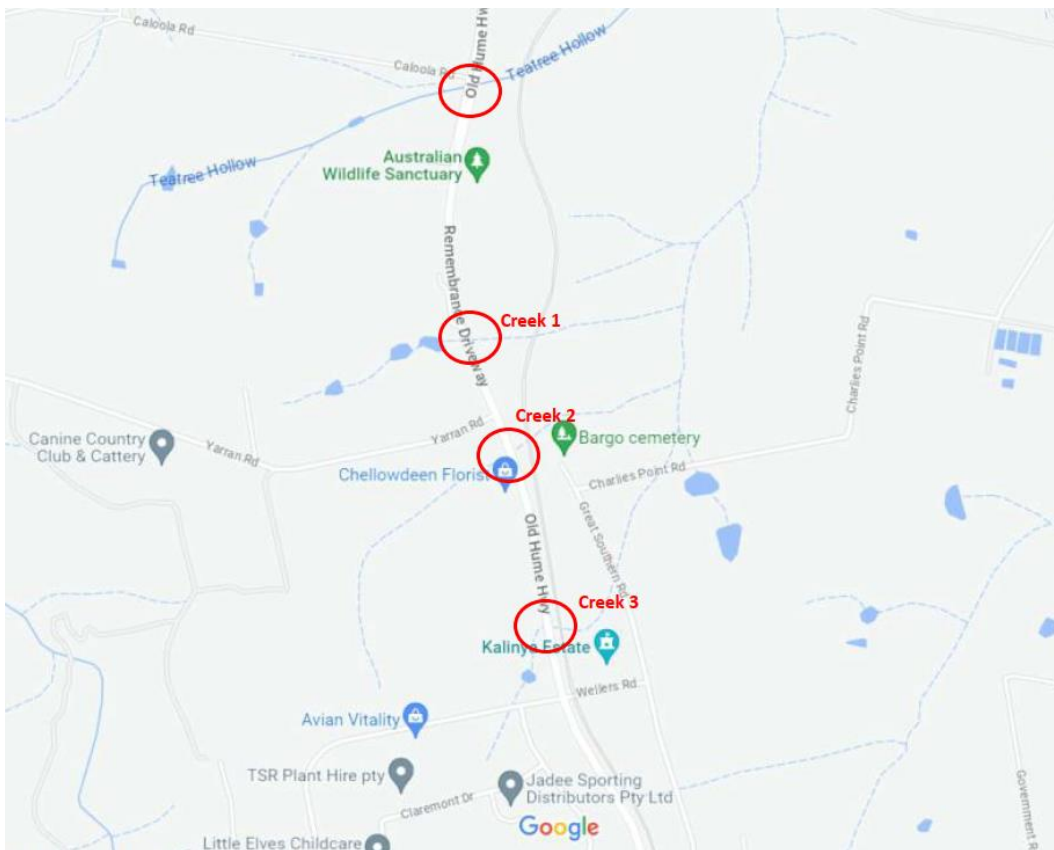 Caloola Rd
Old Hume Hw
Teatree Hollow
Caloola Rd
Teatree Hollow
Australian
Wildlife Sanctuary
Remembrance Driveway
Creek 1
Charlies Point Rd
Creek 2
Yarran Rd
Bargo cemetery
Canine Country
Club & Cattery
Yarran Rd
Chellowdeen Florist
Charlies Point Rd
Great Southern Rd
Old Hume Hwy
Creek 3
Kalinya Estate
Wellers Rd
Avian Vitality
TSR Plant Hire pty
Jadee Sporting
Distributors Pty Ltd
Claremont Dr
Government R
Google
Little Elves Childcare